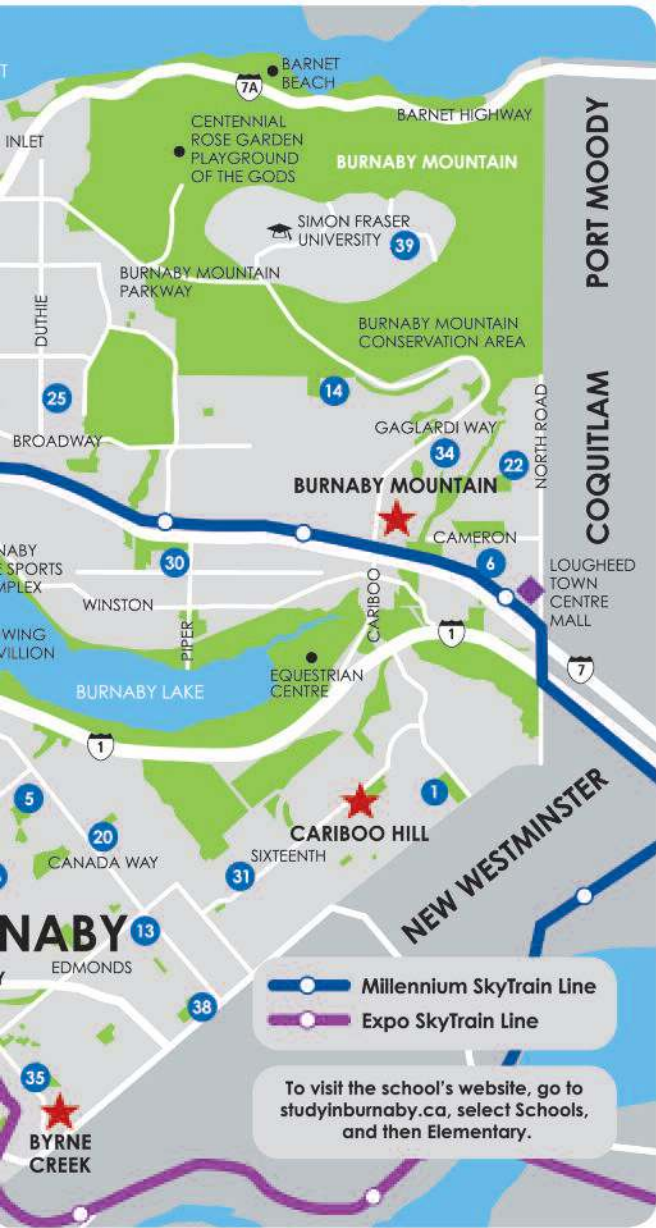 T
BARNET
BEACH
7A
BARNET HIGHWAY
INLET
CENTENNIAL
ROSE GARDEN
PLAYGROUND
OF THE GODS
BURNABY MOUNTAIN
PORT MOODY
SIMON FRASER
UNIVERSITY
39
BURNABY MOUNTAIN
PARKWAY
DUTHIE
BURNABY MOUNTAIN
CONSERVATION AREA
14
25
COQUITLAM
NORTH ROAD
GAGLARDI WAY
BROADWAY
34
22
BURNABY MOUNTAIN
CAMERON
NABY
E SPORTS
MPLEX
30
6
LOUGHEED
TOWN
CENTRE
MALL
WINSTON
CARIBOO
PIPER
1
WING
VILLION
7
EQUESTRIAN
CENTRE
BURNABY LAKE
1
5
1
NEW WESTMINSTER
20
CARIBOO HILL
CANADA WAY
SIXTEENTH
31
NABY
13
EDMONDS
Y
38
Millennium SkyTrain Line
Expo SkyTrain Line
35
To visit the school's website, go to
studyinburnaby.ca, select Schools,
and then Elementary.
BYRNE
CREEK